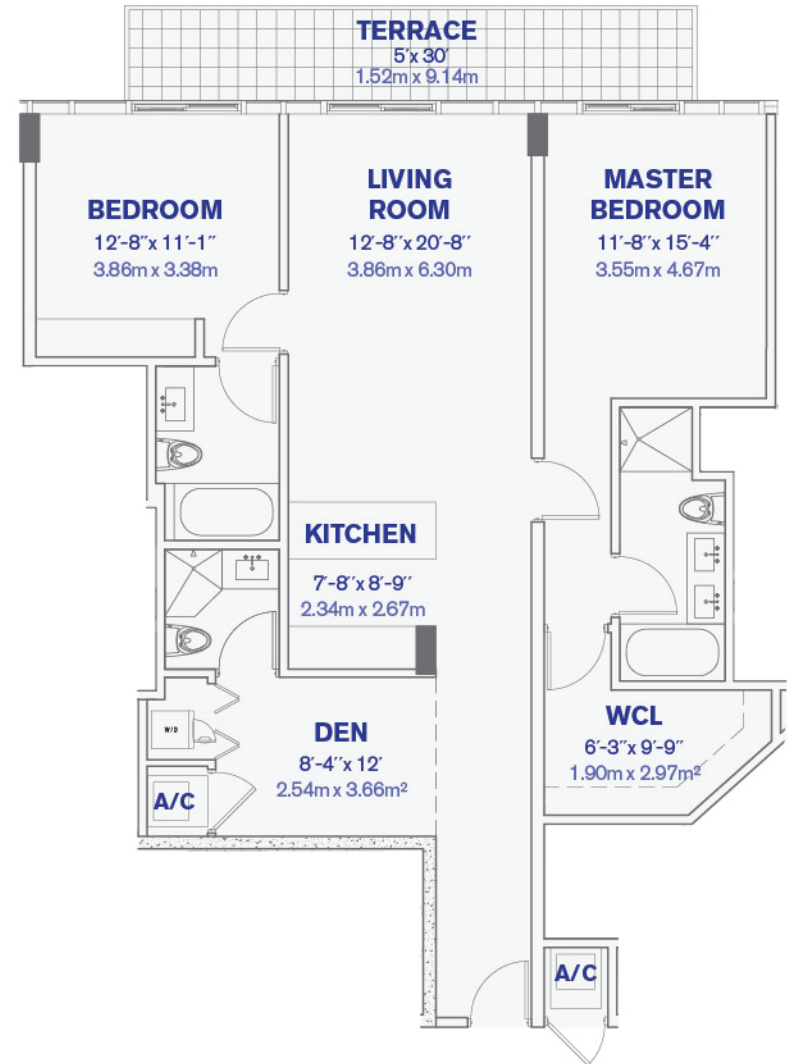 TERRACE
5′x 30′
1.52m x 9.14m
BEDROOM
12′-8″x 11′-1″
3.86m x 3.38m
LIVING
ROOM
12′-8″x 20′-8″
3.86m x 6.30m
MASTER
BEDROOM
11′-8″x 15′-4″
3.55m x 4.67m
KITCHEN
7′-8″x 8′-9″
2.34m x 2.67m
W/D
DEN
8′-4″x 12′
2.54m x 3.66m²
A/C
WCL
6′-3″x 9′-9″
1.90m x 2.97m²
A/C